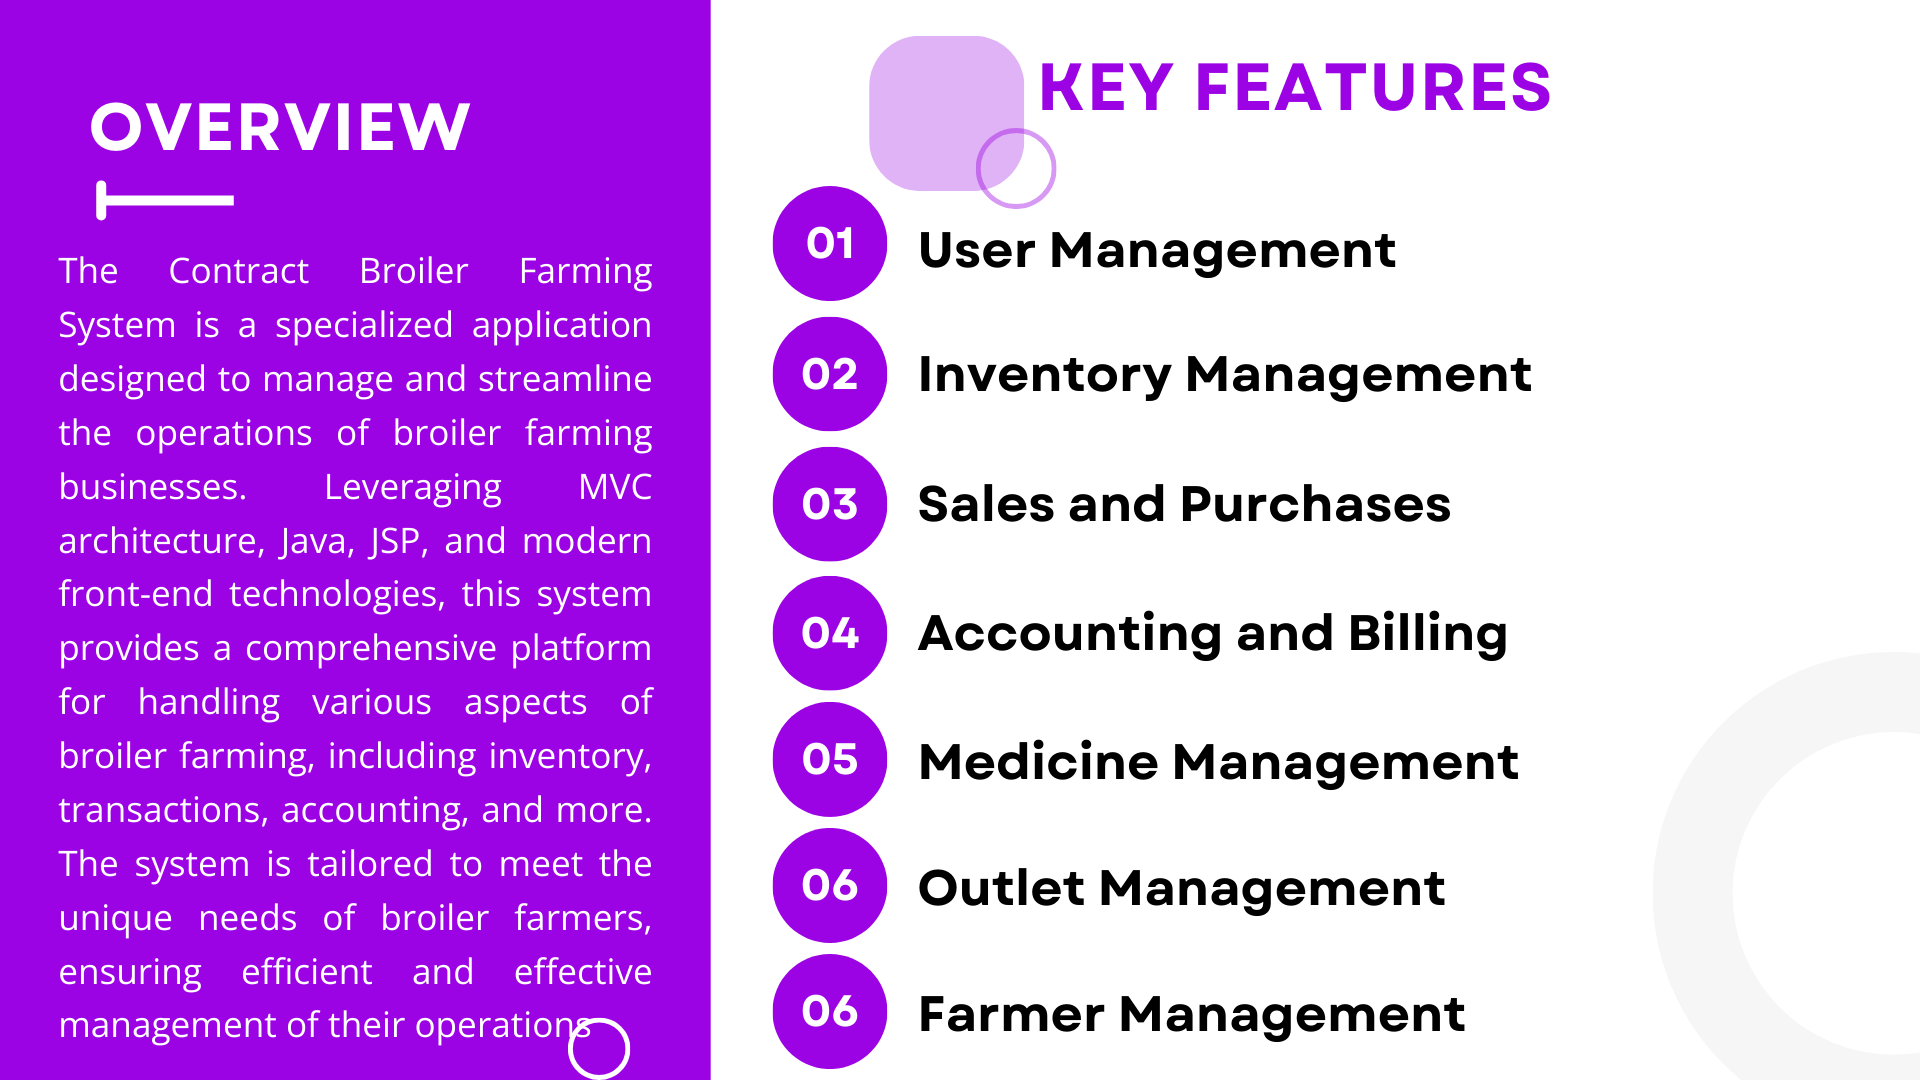 OVERVIEW
The Contract Broiler Farming
System is a specialized application
designed to manage and streamline
the operations of broiler farming
businesses. Leveraging MVC
architecture, Java, JSP, and modern
front-end technologies, this system
provides a comprehensive platform
for handling various aspects of
broiler farming, including inventory,
transactions, accounting, and more.
The system is tailored to meet the
unique needs of broiler farmers,
ensuring efficient and effective
management of their operations
KEY FEATURES
01 User Management
02 Inventory Management
03 Sales and Purchases
04 Accounting and Billing
05 Medicine Management
06 Outlet Management
06 Farmer Management